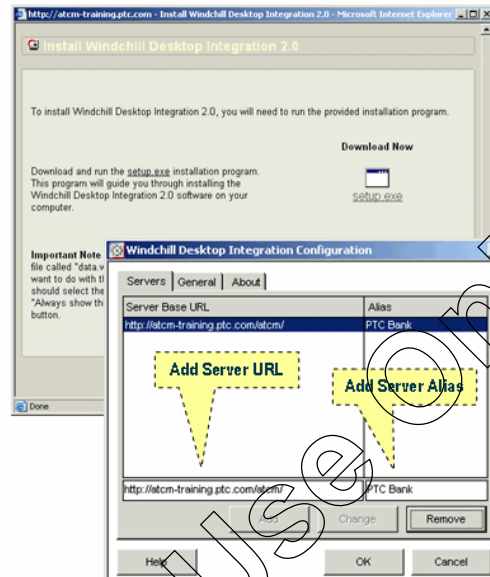 http://atcm-training.ptc.com - Install Windchill Desktop Integration 2.0 - Microsoft Internet Explorer
Install Windchill Desktop Integration 2.0
To install Windchill Desktop Integration 2.0, you will need to run the provided installation program.
Download Now
Download and run the setup.exe installation program.
This program will guide you through installing the
Windchill Desktop Integration 2.0 software on your
computer.
setup.exe
Important Note
file called "data.v
want to do with t
should select the
"Always show th
button.
Done
Windchill Desktop Integration Configuration
Servers General About
Server Base URL Alias
http://atcm-training.ptc.com/atcm/ PTC Bank
Add Server URL
Add Server Alias
http://atcm-training.ptc.com/atcm/ PTC Bank
Add Change Remove
Help OK Cancel
Use On